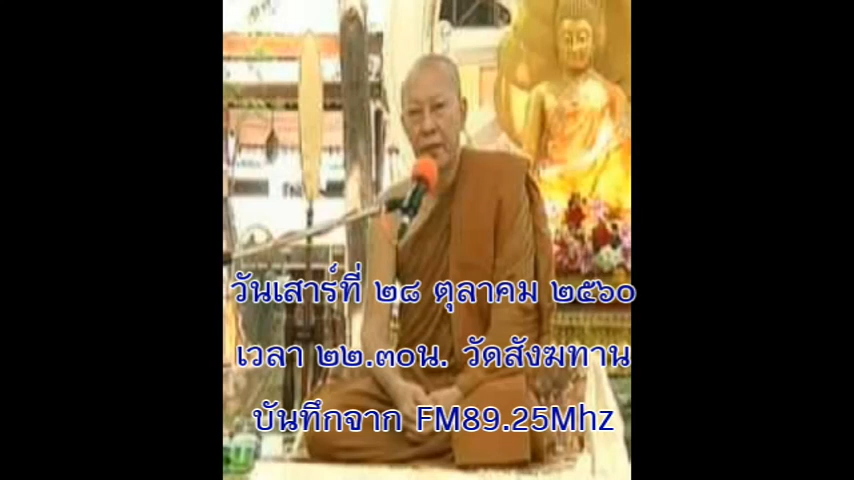 วันเสาร์ที่ ๒๘ ตุลาคม ๒๕๖๐
เวลา ๒๒.๓๐น. วัดสังฆทาน
บันทึกจาก FM89.25Mhz